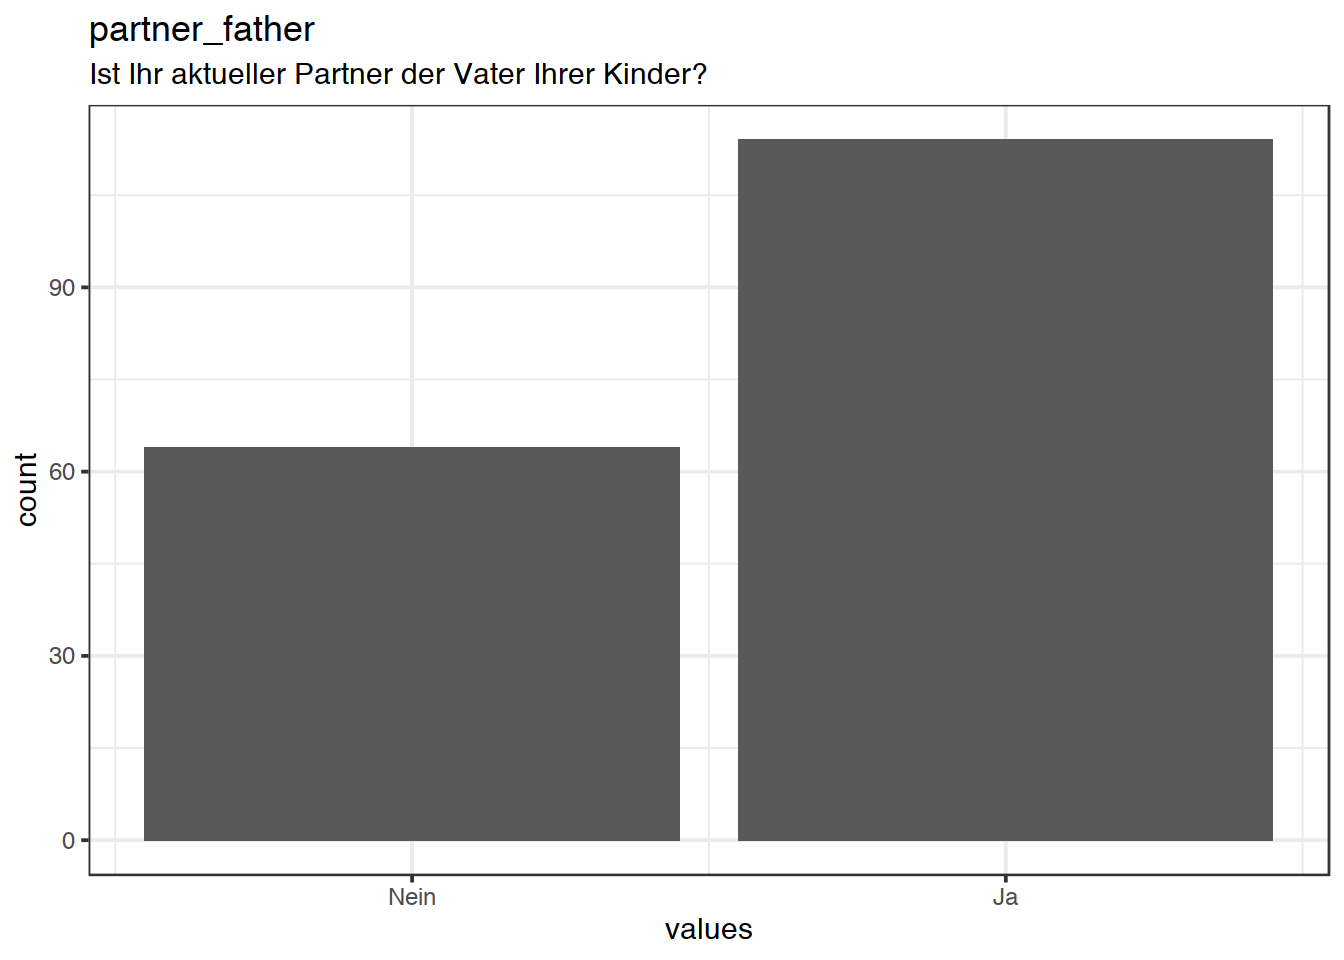 partner_father
Ist Ihr aktueller Partner der Vater Ihrer Kinder?
90
60
30
0
count
Nein
Ja
values